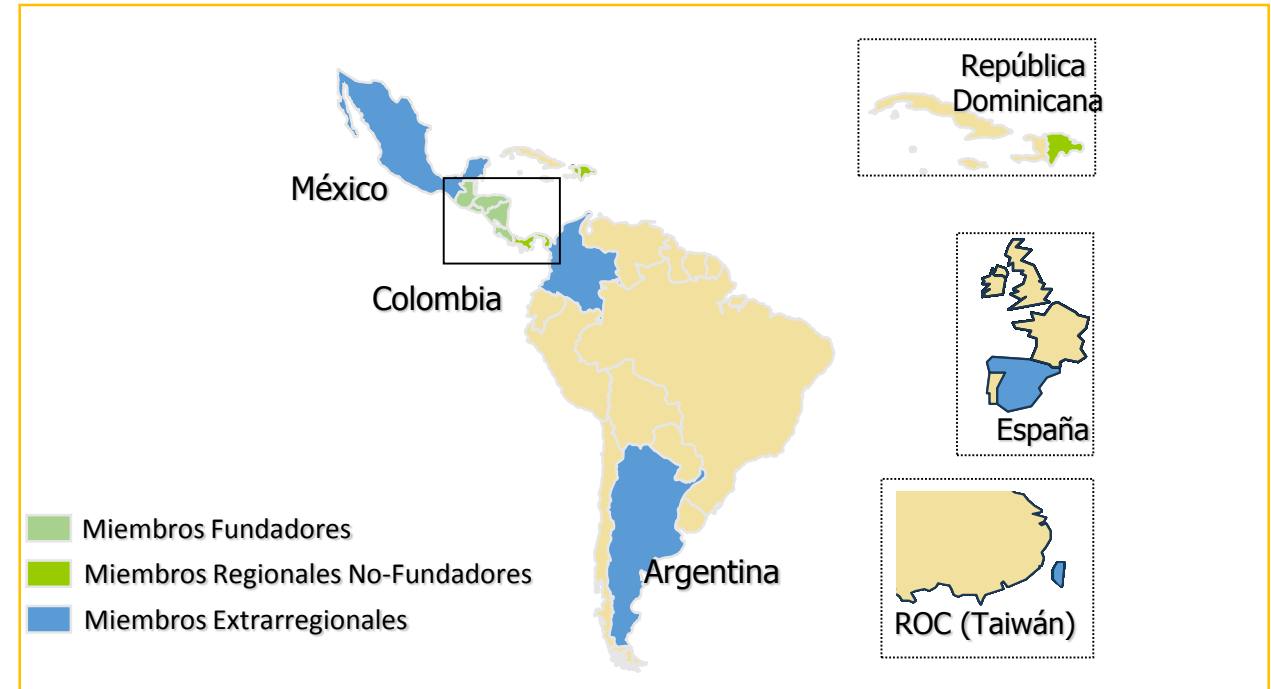 República
Dominicana
México
Colombia
España
Miembros Fundadores
Miembros Regionales No-Fundadores
Argentina
Miembros Extrarregionales
ROC (Taiwán)